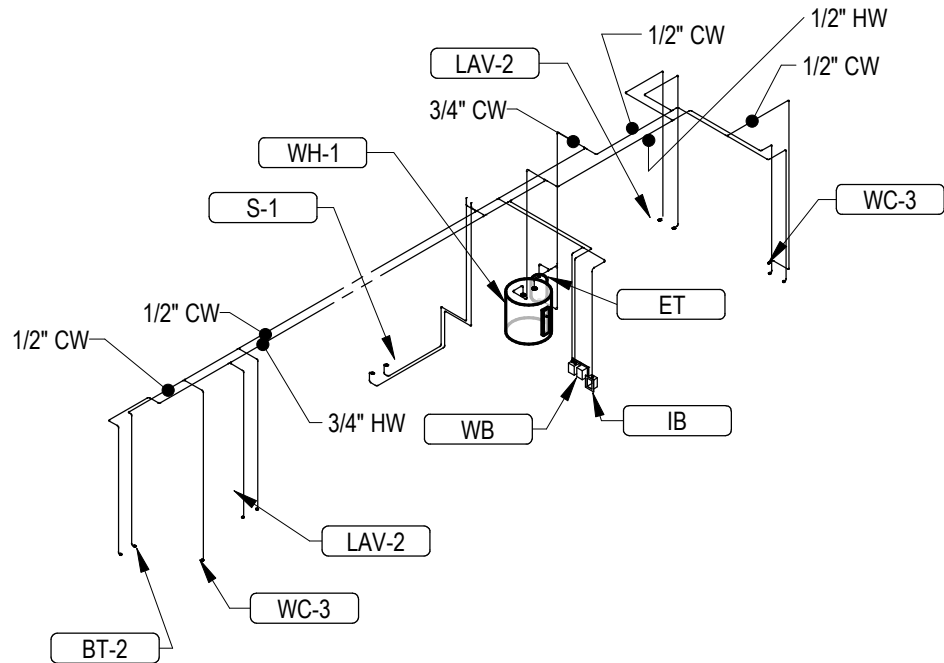 1/2" HW
1/2" CW
LAV-2
1/2" CW
3/4" CW
WH-1
S-1
WC-3
ET
1/2" CW
1/2" CW
3/4" HW
WB
IB
LAV-2
WC-3
BT-2